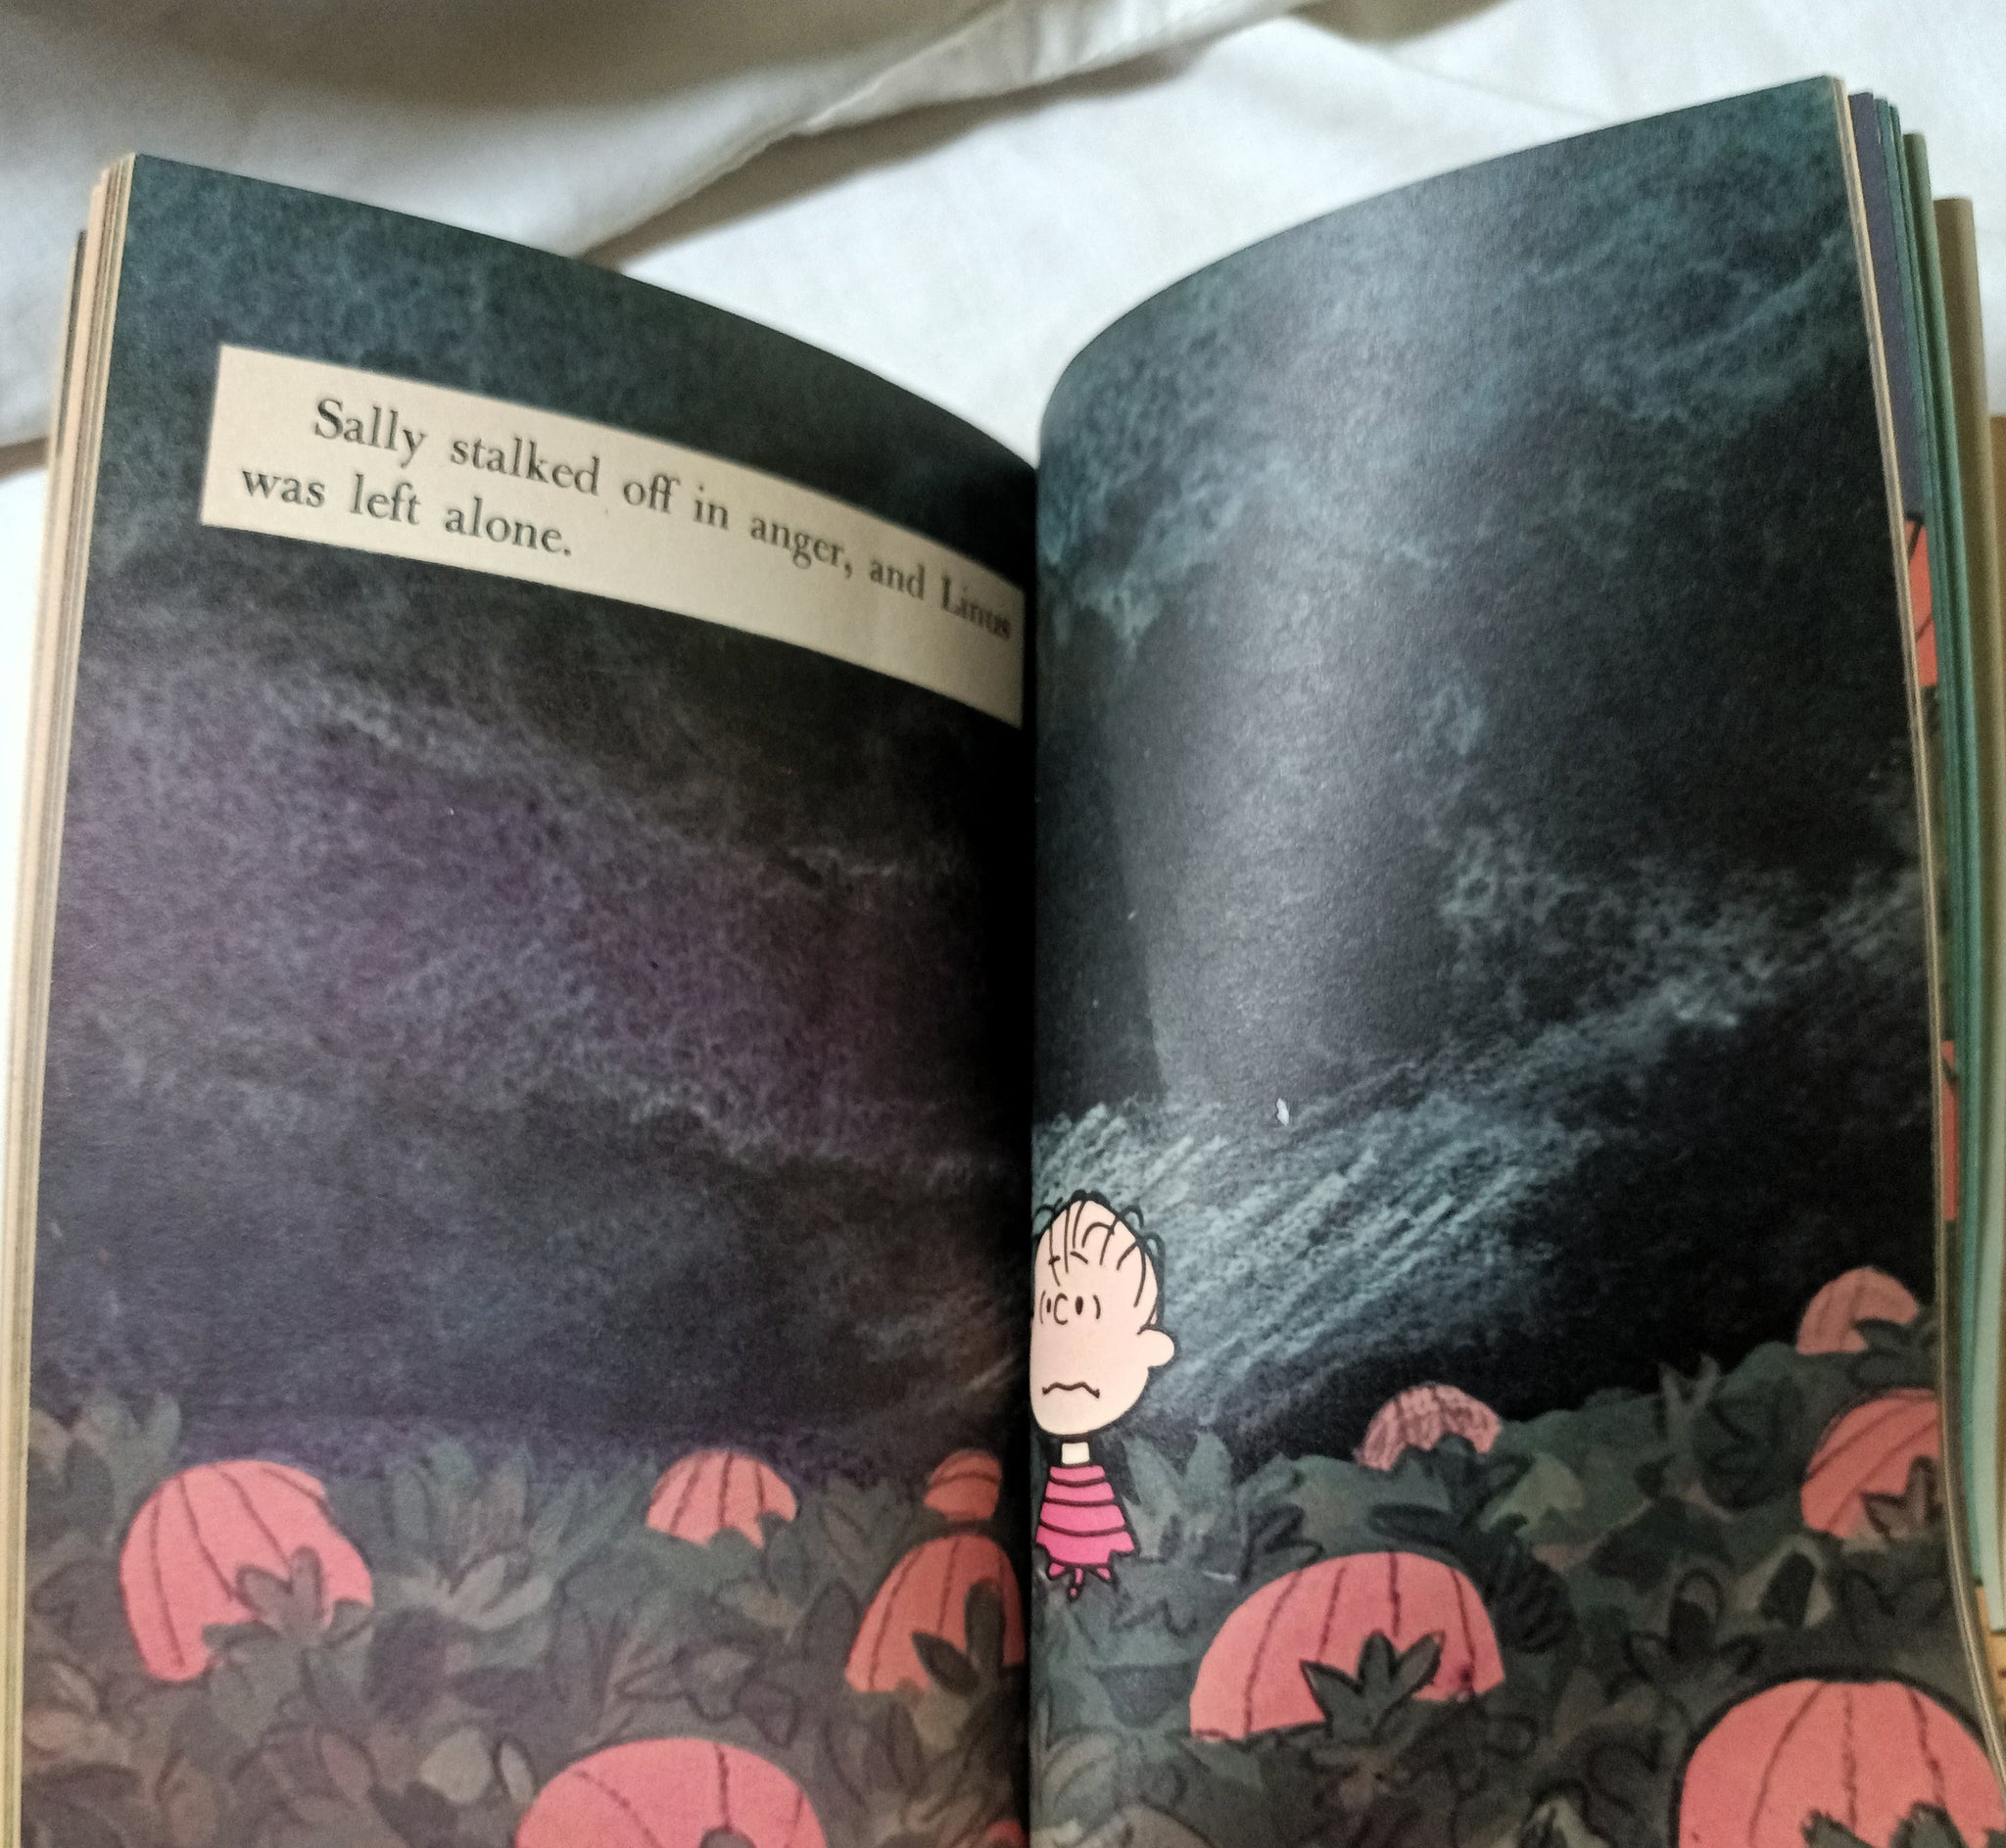 Sally stalked off in anger, and Linus
was left alone.